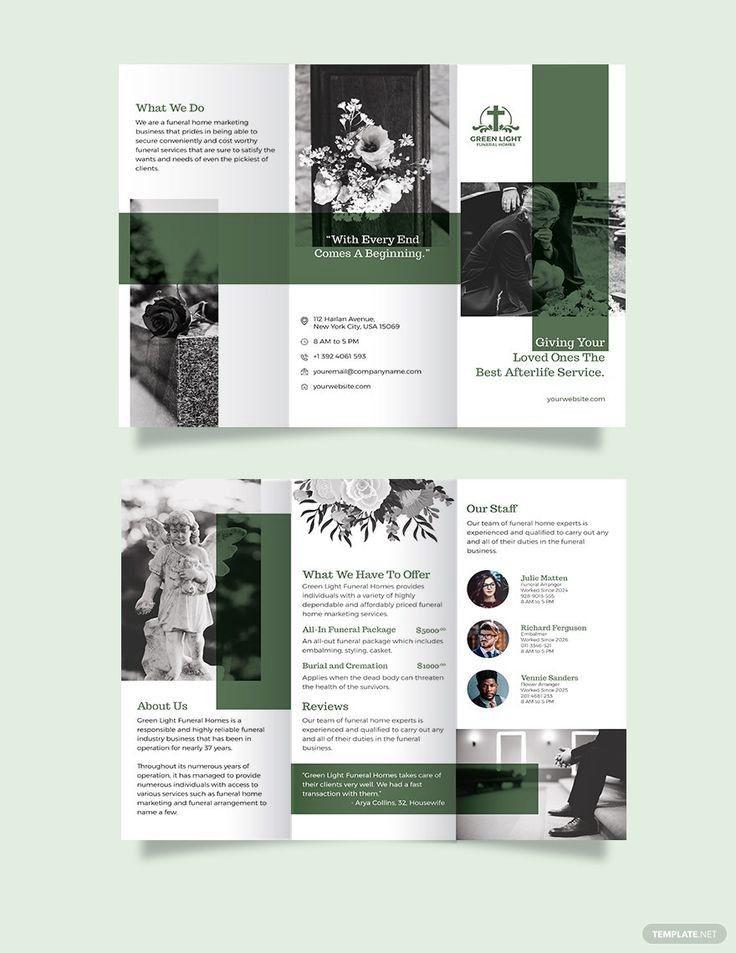 What We Do
We are a funeral home marketing
business that prides in being able to
secure conveniently and cost worthy
funeral services that are sure to satisfy the
wants and needs of even the pickiest of
clients.
“With Every End
Comes A Beginning.”
112 Harlan Avenue,
New York City, USA 15069
8 AM to 5 PM
+1 392 4061 593
youremail@companyname.com
yourwebsite.com
GREEN LIGHT
FUNERAL HOMES
Giving Your
Loved Ones The
Best Afterlife Service.
yourwebsite.com
About Us
Green Light Funeral Homes is a
responsible and highly reliable funeral
industry business that has been in
operation for nearly 37 years.
Throughout its numerous years of
operation, it has managed to provide
numerous individuals with access to
various services such as funeral home
marketing and funeral arrangement to
name a few.
What We Have To Offer
Green Light Funeral Homes provides
individuals with a variety of highly
dependable and affordably priced funeral
home marketing services.
All-In Funeral Package $5000.00
An all-out funeral package which includes
embalming, styling, casket.
Burial and Cremation $1000.00
Applies when the dead body can threaten
the health of the survivors.
Reviews
Our team of funeral home experts is
experienced and qualified to carry out any
and all of their duties in the funeral
business.
“Green Light Funeral Homes takes care of
their clients very well. We had a fast
transaction with them.”
- Arya Collins, 32, Housewife
Our Staff
Our team of funeral home experts is
experienced and qualified to carry out any
and all of their duties in the funeral
business.
Julie Matten
Funeral Arranger
Worked Since 2024
928-9015-555
8 AM to 5 PM
Richard Ferguson
Embalmer
Worked Since 2026
011 3346 521
8 AM to 5 PM
Vennie Sanders
Flower Arranger
Worked Since 2025
201-4661 233
8 AM to 5 PM
TEMPLATE.NET